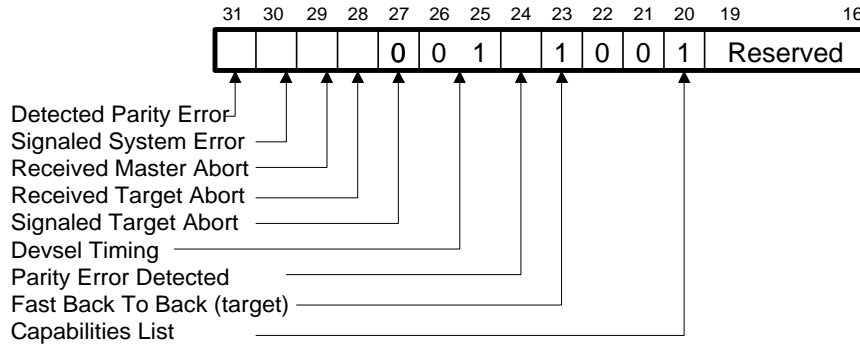 31 30 29 28 27 26 25 24 23 22 21 20 19 16
0 0 1 1 0 0 1 Reserved
Detected Parity Error
Signaled System Error
Received Master Abort
Received Target Abort
Signaled Target Abort
Devsel Timing
Parity Error Detected
Fast Back To Back (target)
Capabilities List